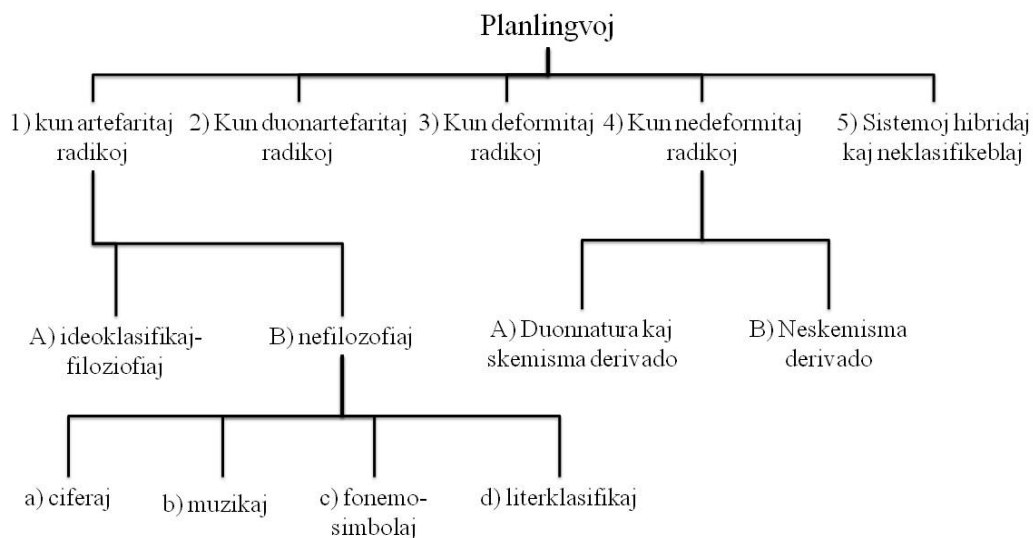 Planlingvoj
1) kun artefaritaj
radikoj
2) Kun duonartefaritaj
radikoj
3) Kun deformitaj
radikoj
4) Kun nedeformitaj
radikoj
5) Sistemoj hibridaj
kaj neklasifikeblaj
A) ideoklasifikaj-
filoziofiaj
B) nefilozofiaj
A) Duonnatura kaj
skemisma derivado
B) Neskemisma
derivado
a) ciferaj
b) muzikaj
c) fonemo-
simbolaj
d) literklasifikaj